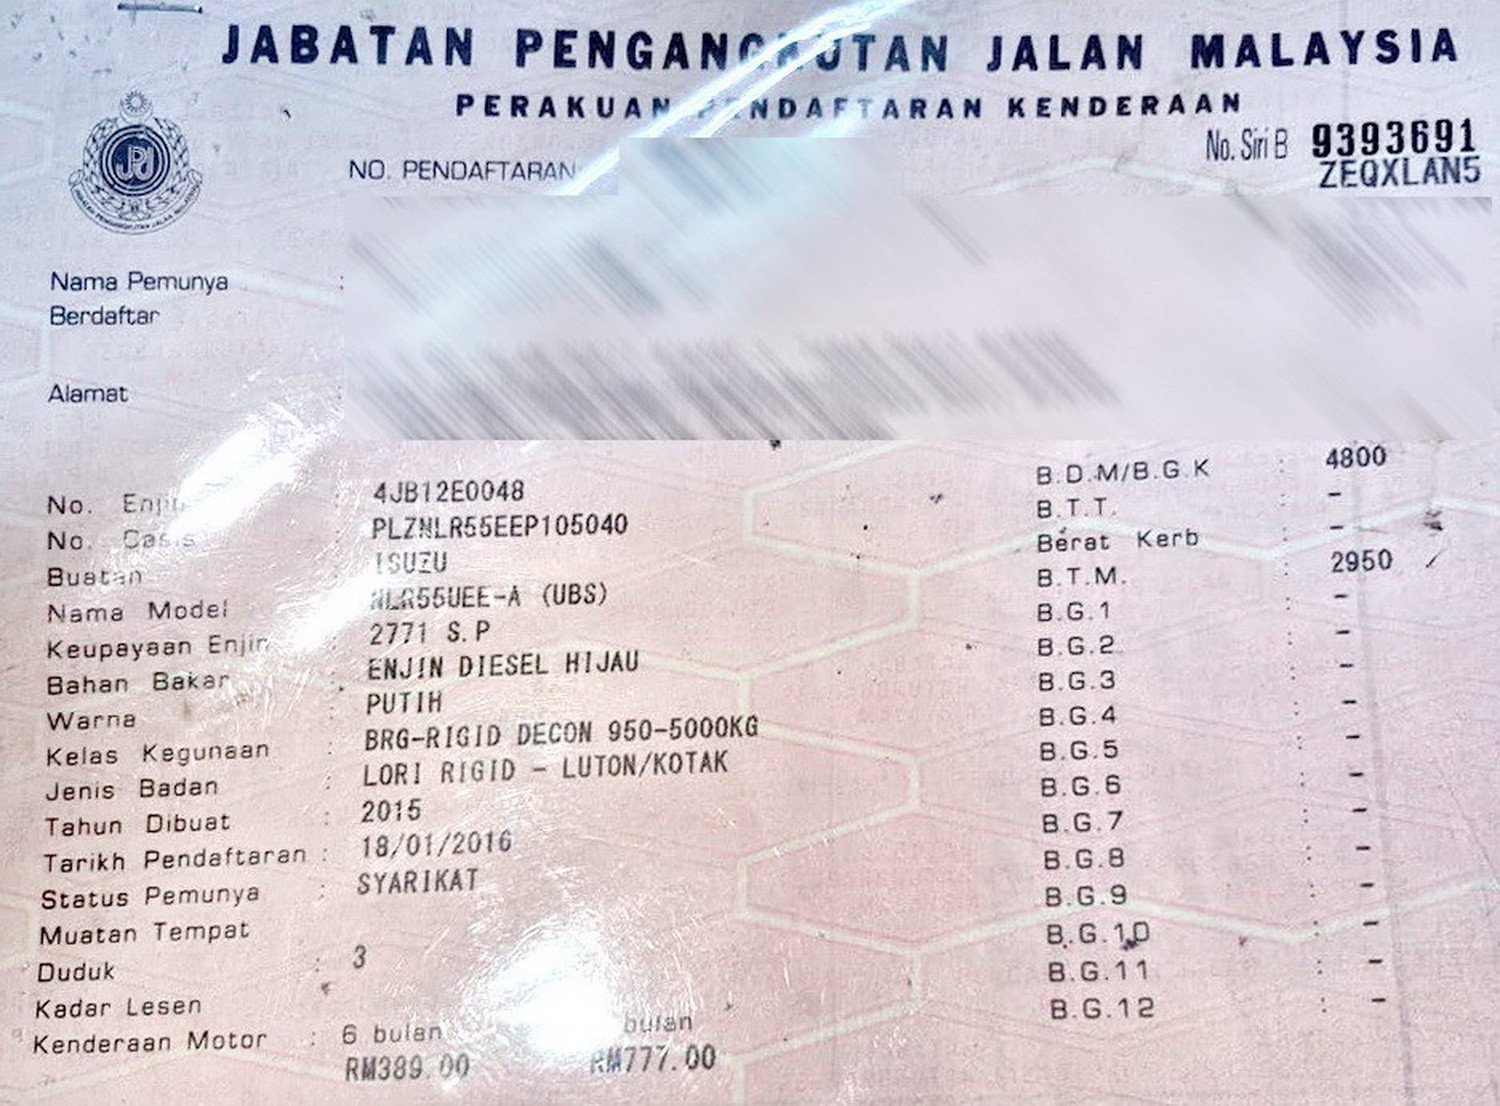 JABATAN PENGANGKUTAN JALAN MALAYSIA
PERAKUAN PENDAFTARAN KENDERAAN
No. Siri B 9393691
ZEQXLAN5
NO. PENDAFTARAN
Nama Pemunya :
Berdaftar
Alamat
No. Enjin : 4JB12E0048
No. Casis : PLZNLR55EEP105040
Buatan : ISUZU
Nama Model : NLR55UEE-A (UBS)
Keupayaan Enjin : 2771 S.P
Bahan Bakar : ENJIN DIESEL HIJAU
Warna : PUTIH
Kelas Kegunaan : BRG-RIGID DECON 950-5000KG
Jenis Badan : LORI RIGID - LUTON/KOTAK
Tahun Dibuat : 2015
Tarikh Pendaftaran : 18/01/2016
Status Pemunya : SYARIKAT
Muatan Tempat
Duduk : 3
Kadar Lesen
Kenderaan Motor : 6 bulan bulan
RM389.00 RM777.00
B.D.M/B.G.K : 4800
B.T.T. : -
Berat Kerb : -
B.T.M. : 2950
B.G.1 : -
B.G.2 : -
B.G.3 : -
B.G.4 : -
B.G.5 : -
B.G.6 : -
B.G.7 : -
B.G.8 : -
B.G.9 : -
B.G.10 : -
B.G.11 : -
B.G.12 : -